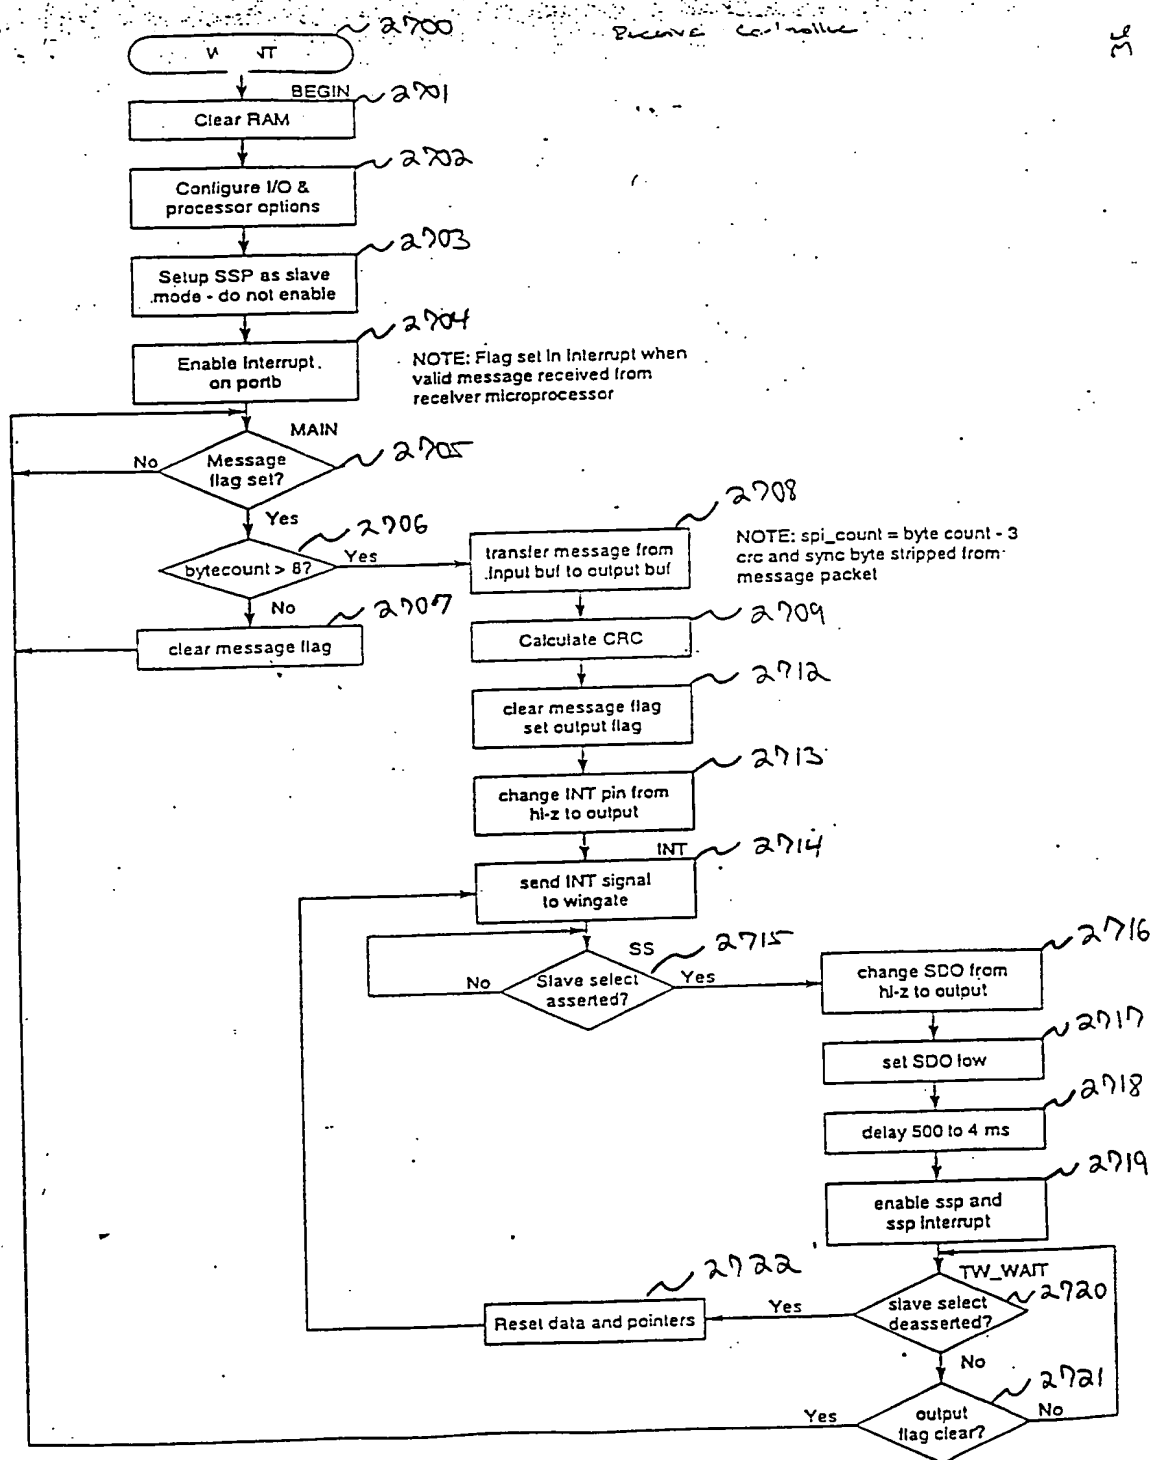 2700
Receive Controller
BEGIN
2701
Clear RAM
2702
Configure I/O &
processor options
2703
Setup SSP as slave
mode - do not enable
2704
Enable Interrupt
on portb
NOTE: Flag set in Interrupt when
valid message received from
receiver microprocessor
MAIN
2705
Message
flag set?
No
Yes
2706
bytecount > 8?
Yes
No
2707
clear message flag
2708
transfer message from
input buf to output buf
NOTE: spi_count = byte count - 3
crc and sync byte stripped from
message packet
2709
Calculate CRC
2712
clear message flag
set output flag
2713
change INT pin from
hi-z to output
INT
2714
send INT signal
to wingate
SS
2715
Slave select
asserted?
No
Yes
2716
change SDO from
hi-z to output
2717
set SDO low
2718
delay 500 to 4 ms
2719
enable ssp and
ssp interrupt
TW_WAIT
2720
slave select
deasserted?
Yes
2722
Reset data and pointers
No
2721
output
flag clear?
Yes
No